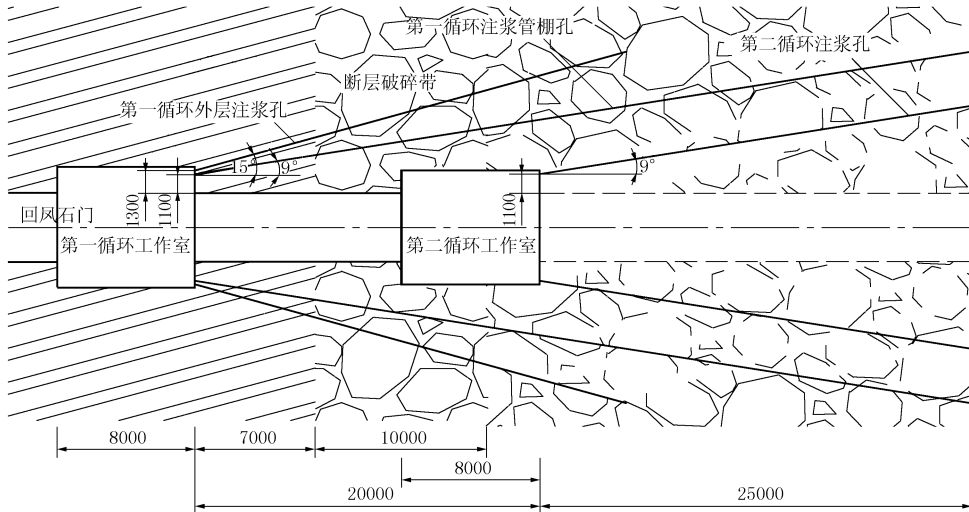 第一循环注浆管棚孔
第二循环注浆孔
断层破碎带
第一循环外层注浆孔
15°
9°
9°
1300
1100
1100
回风石门
第一循环工作室
第二循环工作室
8000
7000
10000
8000
20000
25000